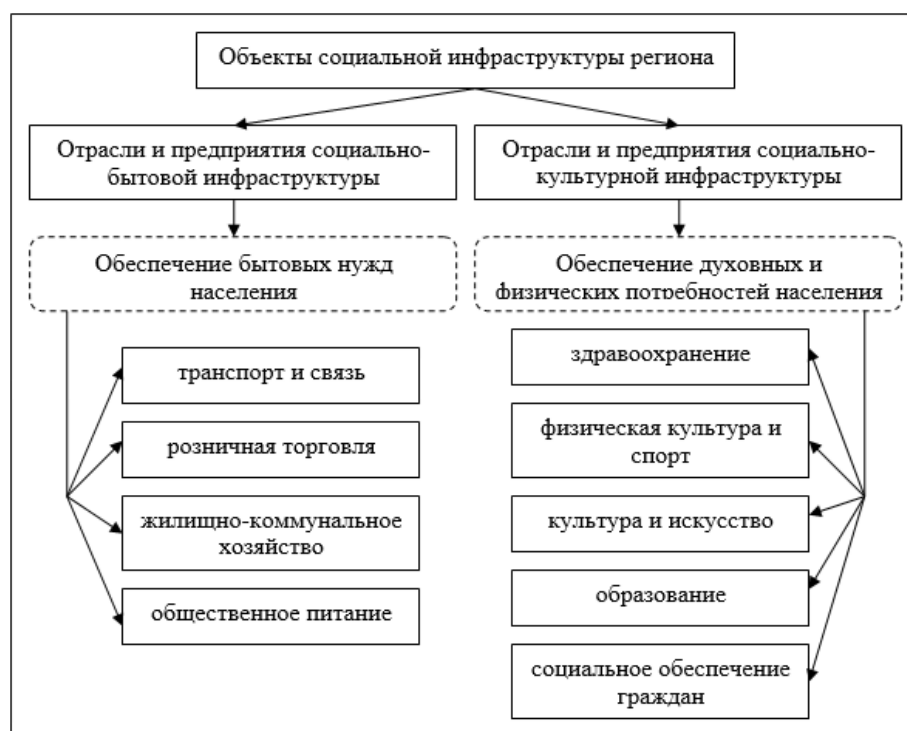 Объекты социальной инфраструктуры региона
Отрасли и предприятия социально-
бытовой инфраструктуры
Отрасли и предприятия социально-
культурной инфраструктуры
Обеспечение бытовых нужд
населения
Обеспечение духовных и
физических потребностей населения
транспорт и связь
розничная торговля
жилищно-коммунальное
хозяйство
общественное питание
здравоохранение
физическая культура и
спорт
культура и искусство
образование
социальное обеспечение
граждан